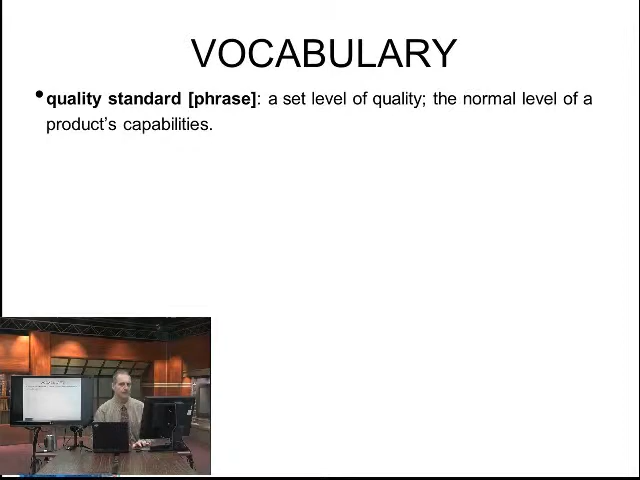 VOCABULARY
•quality standard [phrase]: a set level of quality; the normal level of a
product’s capabilities.